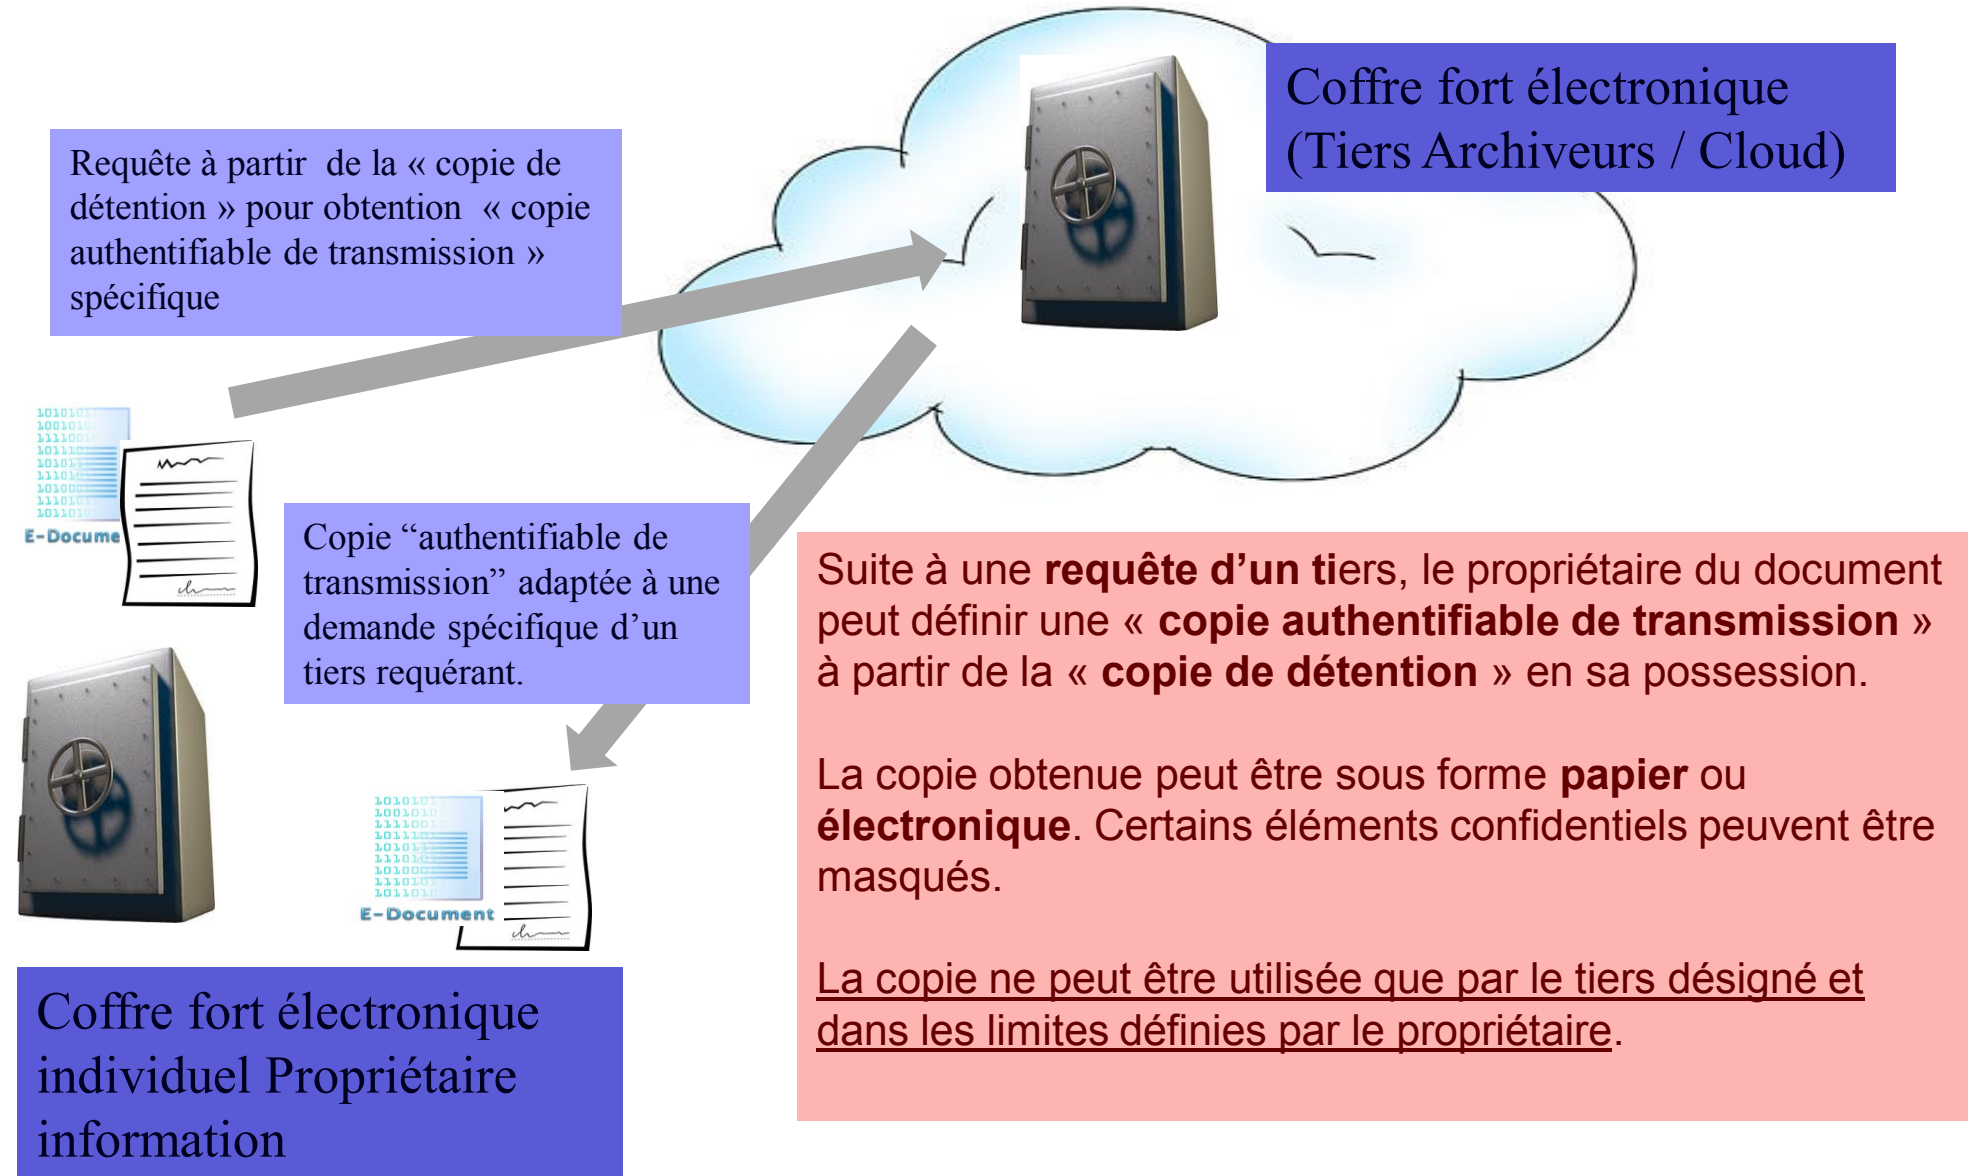 Coffre fort électronique
(Tiers Archiveurs / Cloud)
Requête à partir de la « copie de
détention » pour obtention « copie
authentifiable de transmission »
spécifique
E-Docume
Copie “authentifiable de
transmission” adaptée à une
demande spécifique d’un
tiers requérant.
Suite à une requête d’un tiers, le propriétaire du document
peut définir une « copie authentifiable de transmission »
à partir de la « copie de détention » en sa possession.
La copie obtenue peut être sous forme papier ou
électronique. Certains éléments confidentiels peuvent être
masqués.
La copie ne peut être utilisée que par le tiers désigné et
dans les limites définies par le propriétaire.
E-Document
Coffre fort électronique
individuel Propriétaire
information